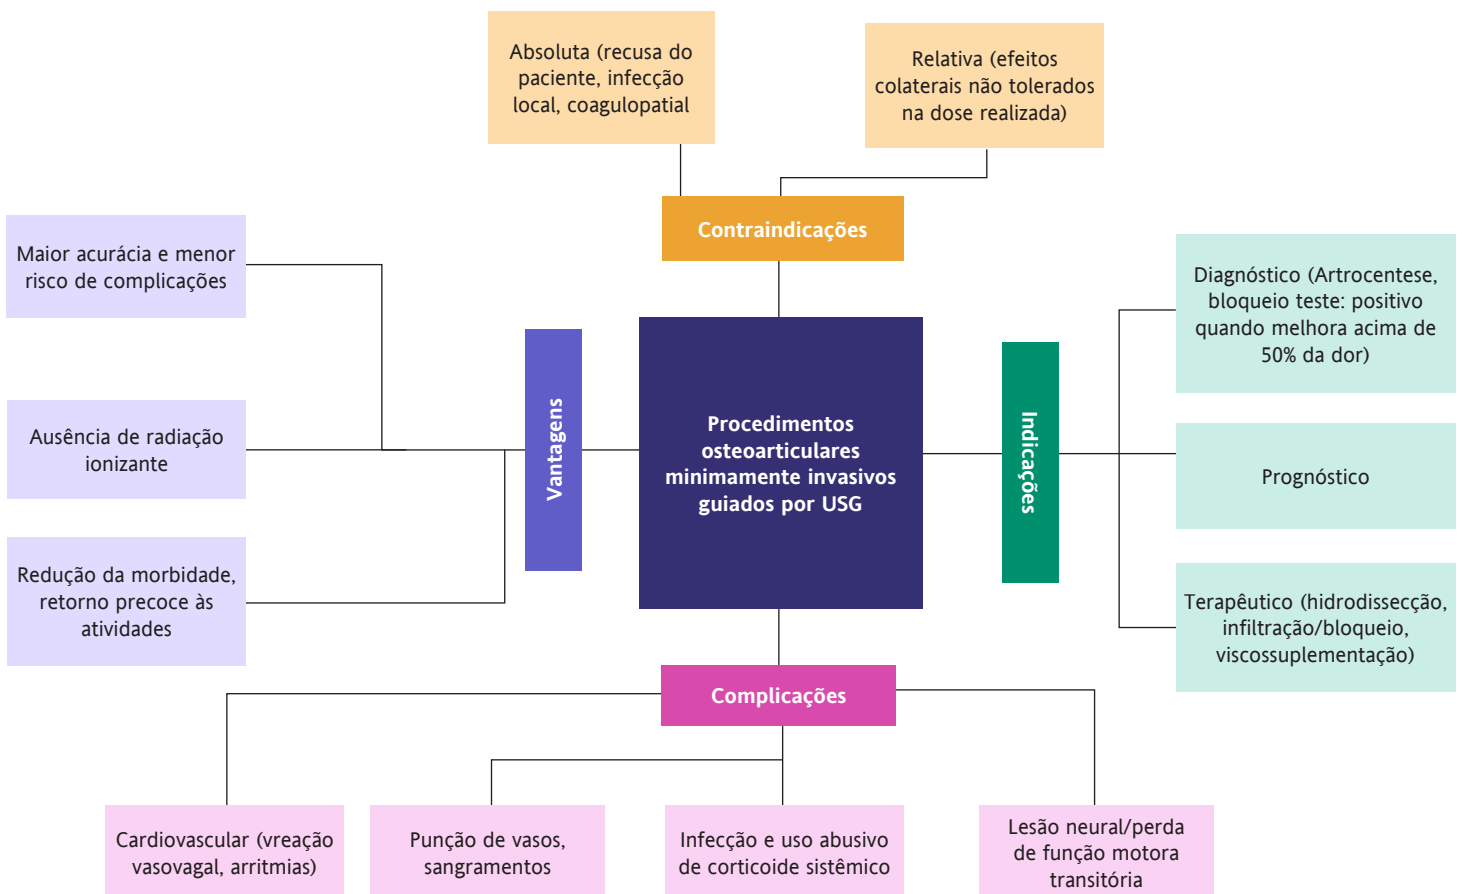 Absoluta (recusa do
paciente, infecção
local, coagulopatial
Relativa (efeitos
colaterais não tolerados
na dose realizada)
Contraindicações
Maior acurácia e menor
risco de complicações
Ausência de radiação
ionizante
Redução da morbidade,
retorno precoce às
atividades
Vantagens
Procedimentos
osteoarticulares
minimamente invasivos
guiados por USG
Indicações
Diagnóstico (Artrocentese,
bloqueio teste: positivo
quando melhora acima de
50% da dor)
Prognóstico
Terapêutico (hidrodissecção,
infiltração/bloqueio,
viscossuplementação)
Complicações
Cardiovascular (vreação
vasovagal, arritmias)
Punção de vasos,
sangramentos
Infecção e uso abusivo
de corticoide sistêmico
Lesão neural/perda
de função motora
transitória